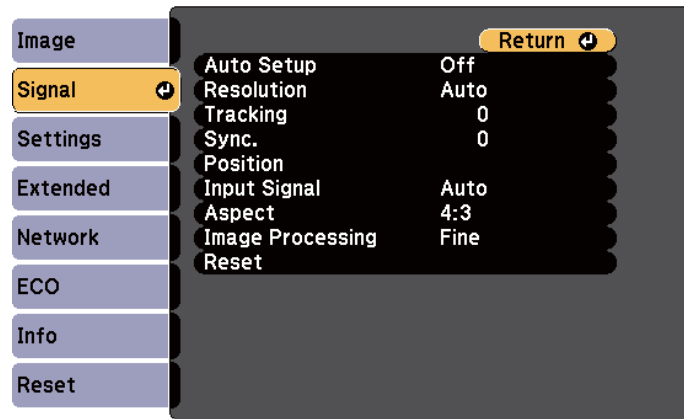 Image
Signal
Settings
Extended
Network
ECO
Info
Reset
Return
Auto Setup Off
Resolution Auto
Tracking 0
Sync. 0
Position
Input Signal Auto
Aspect 4:3
Image Processing Fine
Reset